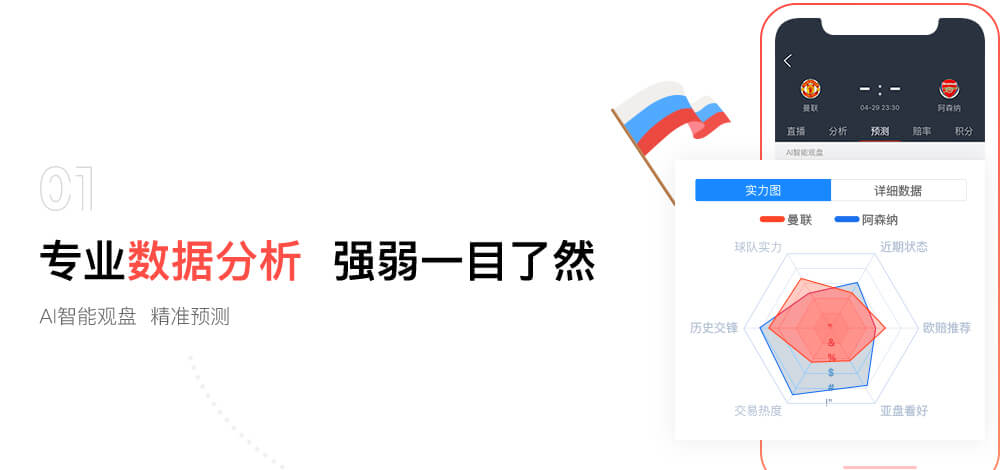 01
专业数据分析 强弱一目了然
AI智能观盘 精准预测
曼联
- : -
阿森纳
04-29 23:30
直播 分析 预测 赔率 积分
AI智能观盘
实力图 详细数据
曼联 阿森纳
球队实力 近期状态
历史交锋 欧赔推荐
交易热度 亚盘看好
"
&
%
$
#
!"